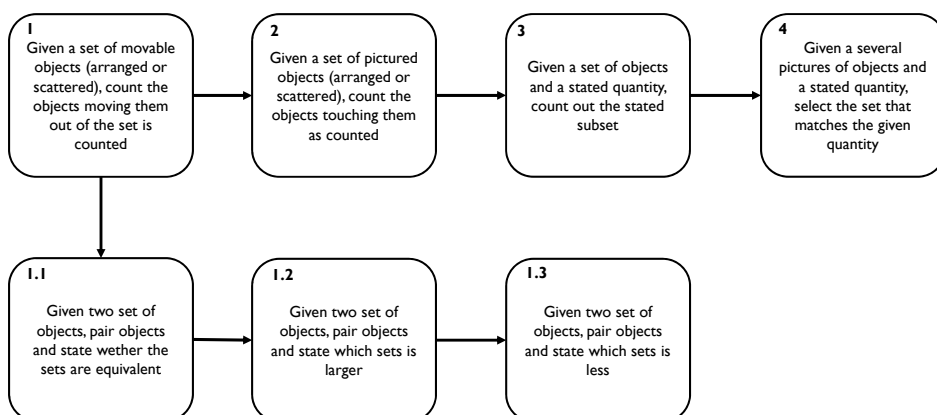 1
Given a set of movable
objects (arranged or
scattered), count the
objects moving them
out of the set is
counted
2
Given a set of pictured
objects (arranged or
scattered), count the
objects touching them
as counted
3
Given a set of objects
and a stated quantity,
count out the stated
subset
4
Given a several
pictures of objects and
a stated quantity,
select the set that
matches the given
quantity
1.1
Given two set of
objects, pair objects
and state wether the
sets are equivalent
1.2
Given two set of
objects, pair objects
and state which sets is
larger
1.3
Given two set of
objects, pair objects
and state which sets is
less